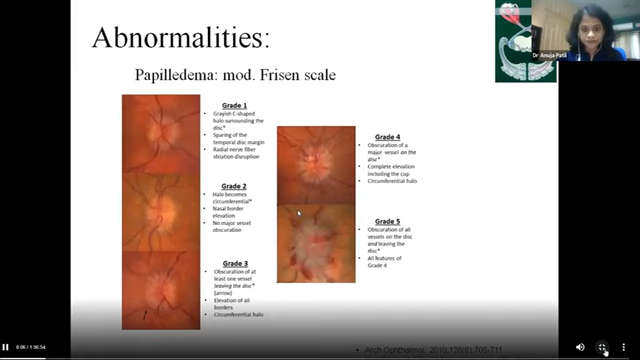 Abnormalities:
Papilledema: mod. Frisen scale
Grade 1
• Grayish C-shaped
halo surrounding the
disc*
• Sparing of the
temporal disc margin
• Radial nerve fiber
striation disruption
Grade 2
• Halo becomes
circumferential*
• Nasal border
elevation
• No major vessel
obscuration
Grade 3
• Obscuration of at
least one vessel
leaving the disc*
(arrow)
• Elevation of all
borders
• Circumferential halo
Grade 4
• Obscuration of a
major vessel on the
disc*
• Complete elevation
including the cup
• Circumferential halo
Grade 5
• Obscuration of all
vessels on the disc
and leaving the
disc*
• All features of
Grade 4
Dr Anuja Patil
8:06 / 1:56:54
• Arch Ophthalmol. 2010;128(6):705-711